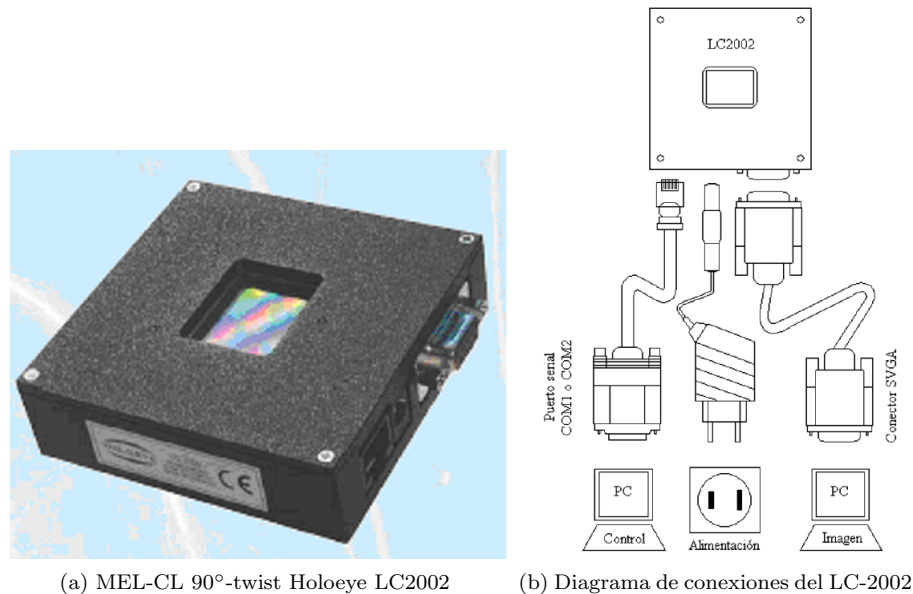 LC2002
Puerto serial
COM1 o COM2
Conector SVGA
PC
PC
Control
Alimentación
Imagen
CE
(a) MEL-CL 90°-twist Holoeye LC2002
(b) Diagrama de conexiones del LC-2002